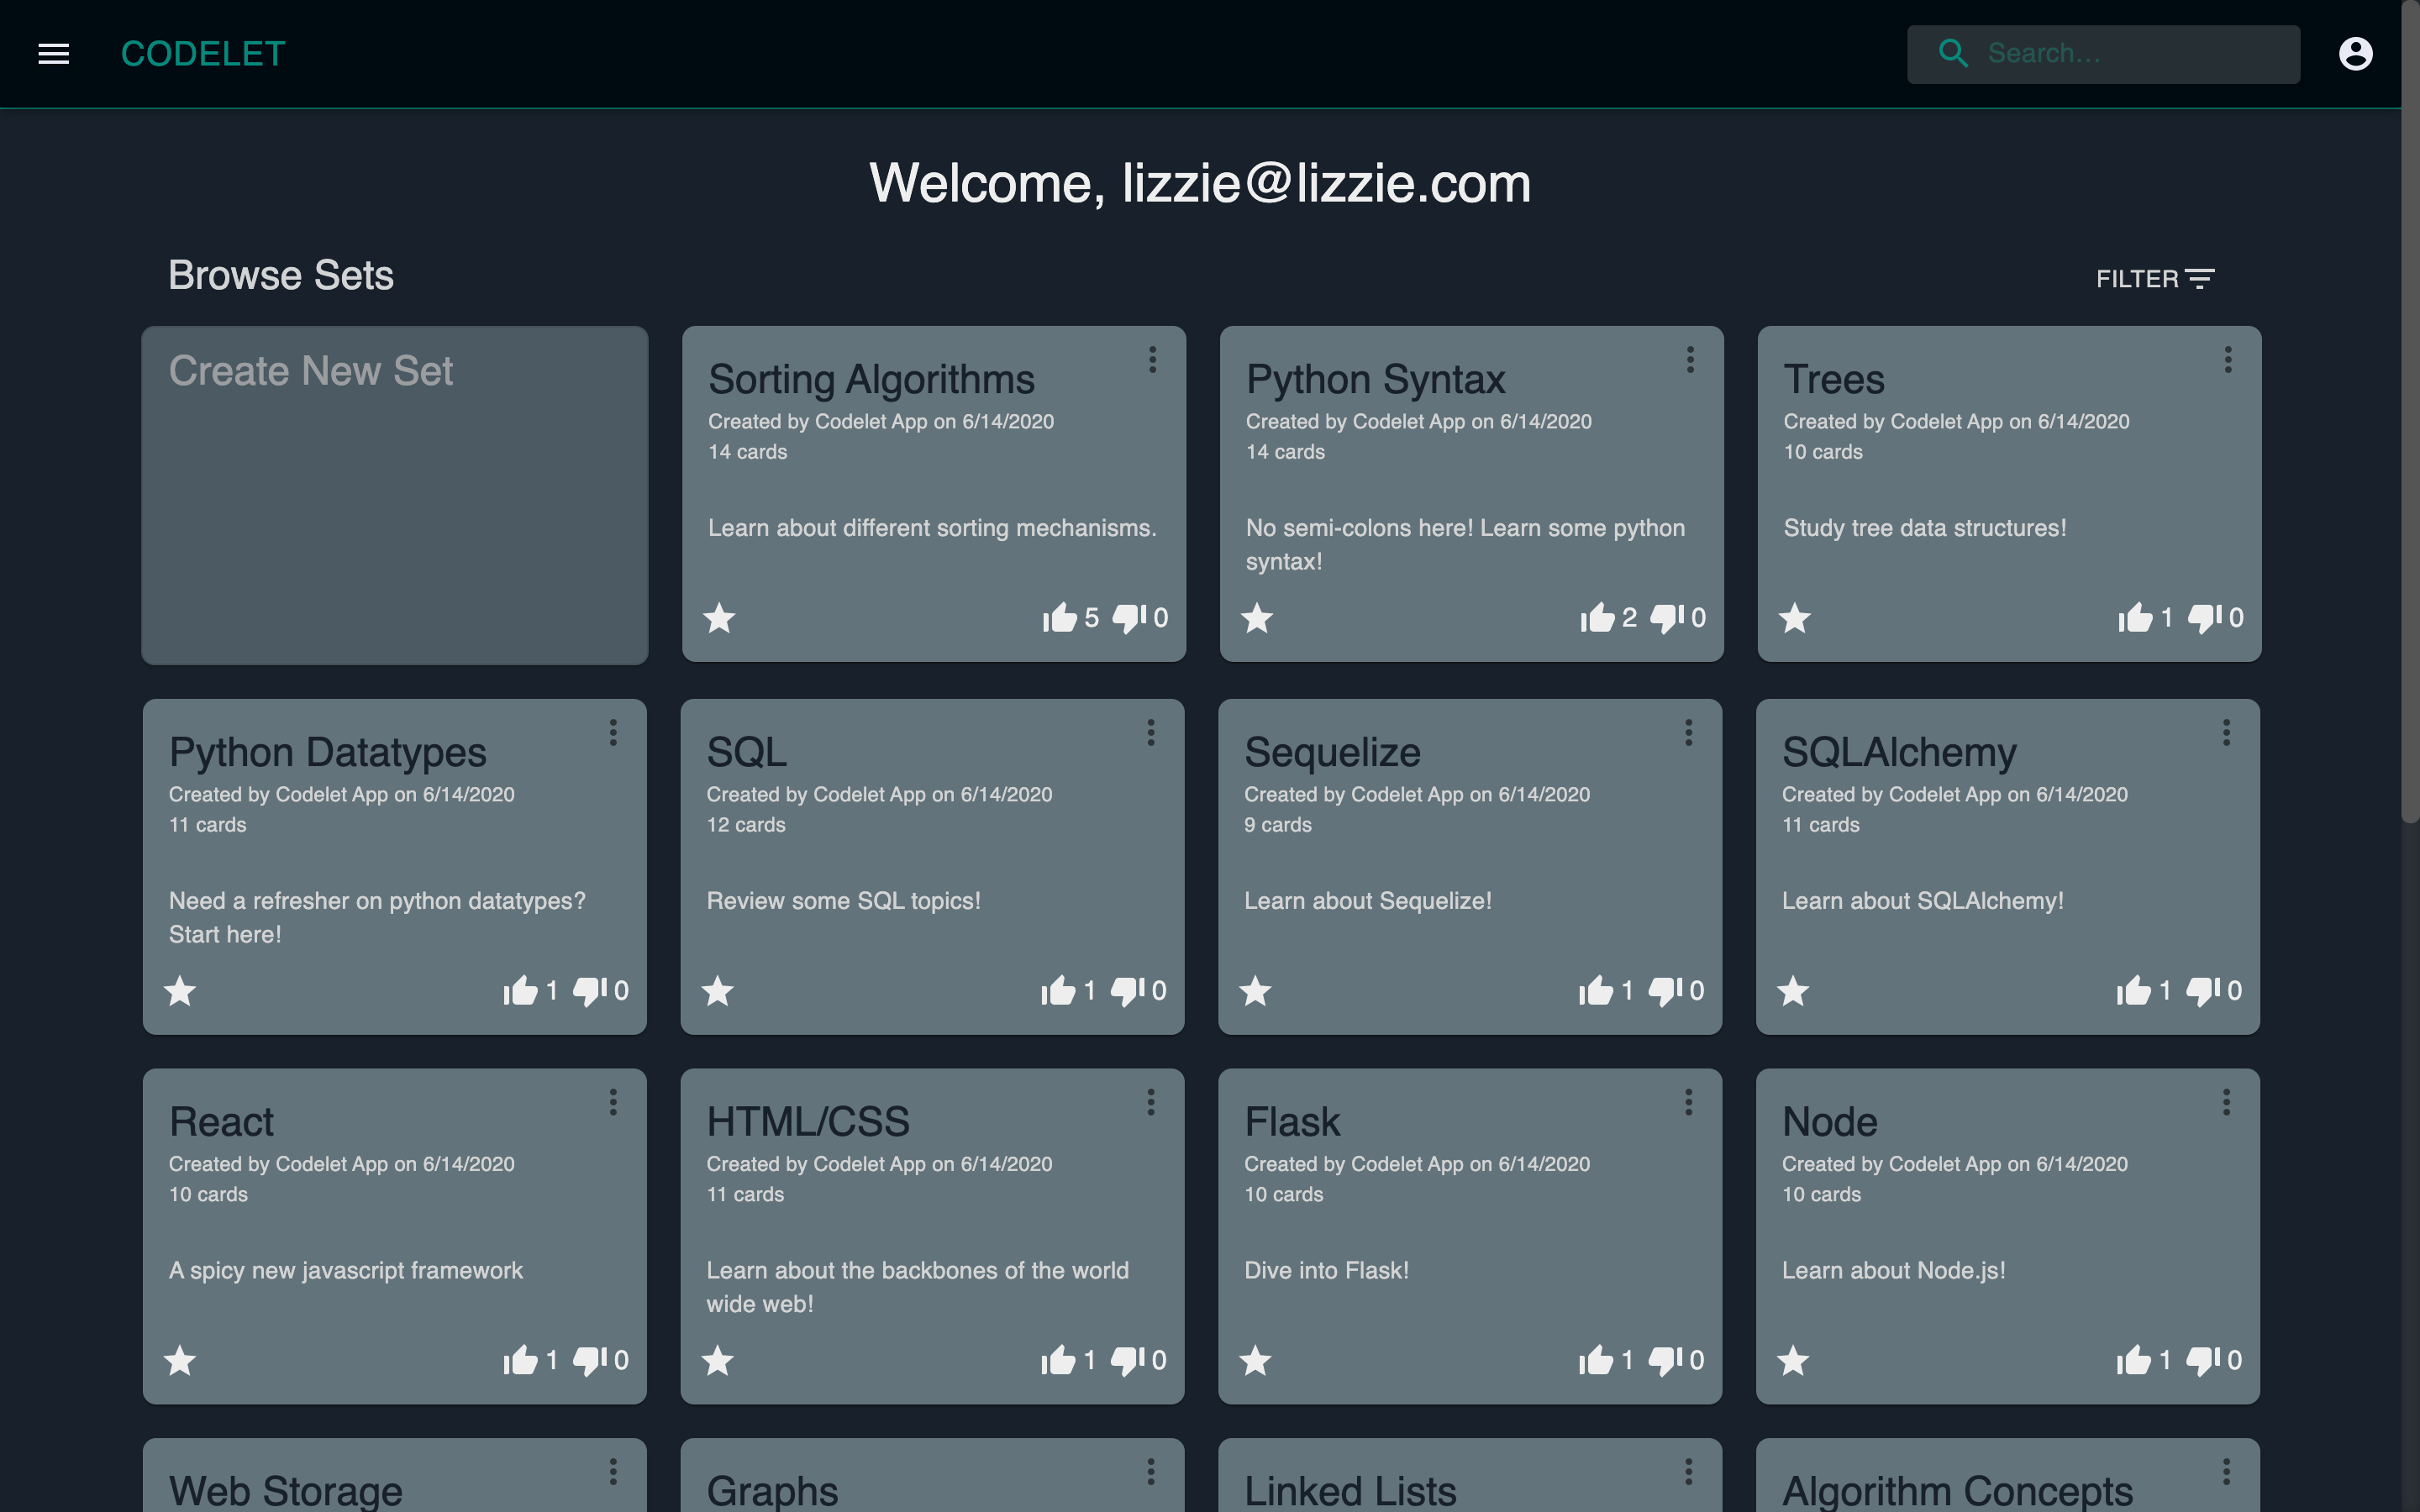 CODELET
Search...
Welcome, lizzie@lizzie.com
Browse Sets
FILTER
Create New Set
Sorting Algorithms
Created by Codelet App on 6/14/2020
14 cards
Learn about different sorting mechanisms.
5 0
Python Syntax
Created by Codelet App on 6/14/2020
14 cards
No semi-colons here! Learn some python
syntax!
2 0
Trees
Created by Codelet App on 6/14/2020
10 cards
Study tree data structures!
1 0
Python Datatypes
Created by Codelet App on 6/14/2020
11 cards
Need a refresher on python datatypes?
Start here!
1 0
SQL
Created by Codelet App on 6/14/2020
12 cards
Review some SQL topics!
1 0
Sequelize
Created by Codelet App on 6/14/2020
9 cards
Learn about Sequelize!
1 0
SQLAlchemy
Created by Codelet App on 6/14/2020
11 cards
Learn about SQLAlchemy!
1 0
React
Created by Codelet App on 6/14/2020
10 cards
A spicy new javascript framework
1 0
HTML/CSS
Created by Codelet App on 6/14/2020
11 cards
Learn about the backbones of the world
wide web!
1 0
Flask
Created by Codelet App on 6/14/2020
10 cards
Dive into Flask!
1 0
Node
Created by Codelet App on 6/14/2020
10 cards
Learn about Node.js!
1 0
Web Storage
Graphs
Linked Lists
Algorithm Concepts